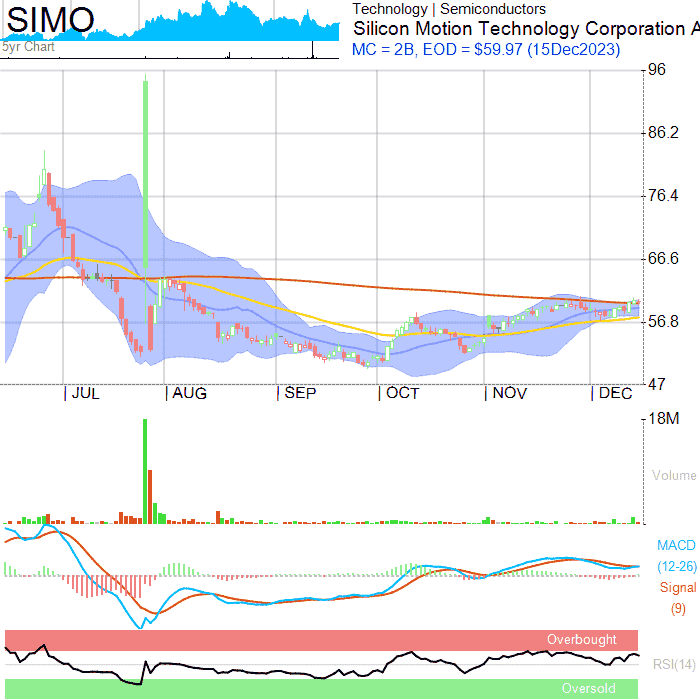 SIMO
5yr Chart
Technology | Semiconductors
Silicon Motion Technology Corporation A
MC = 2B, EOD = $59.97 (15Dec2023)
96
86.2
76.4
66.6
56.8
47
JUL AUG SEP OCT NOV DEC
18M
Volume
MACD
(12-26)
Signal
(9)
Overbought
RSI(14)
Oversold